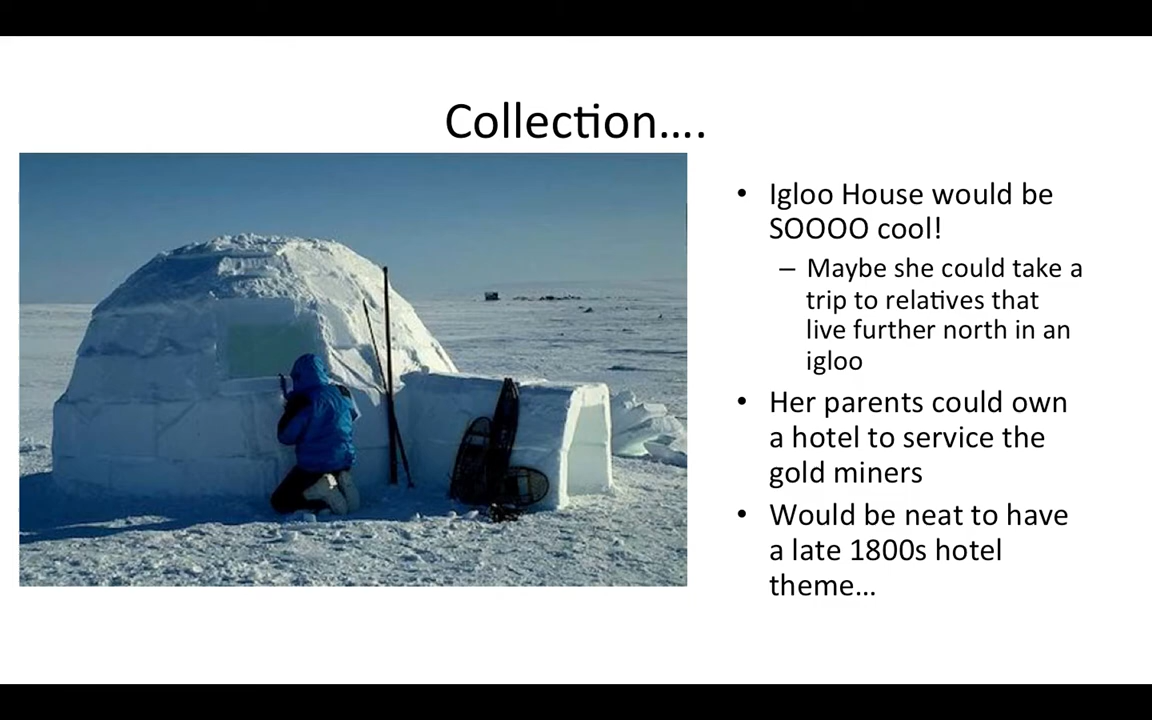 Collection....
• Igloo House would be
SOOOO cool!
– Maybe she could take a
trip to relatives that
live further north in an
igloo
• Her parents could own
a hotel to service the
gold miners
• Would be neat to have
a late 1800s hotel
theme...